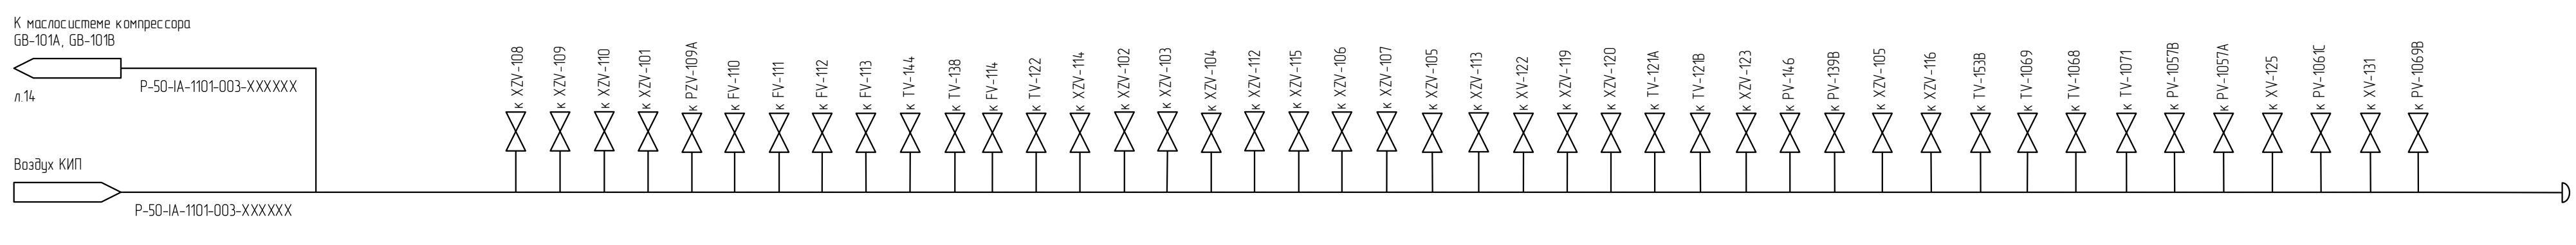 К маслосистеме компрессора
GB-101A, GB-101B
P-50-IA-1101-003-XXXXXX
л.14
Воздух КИП
P-50-IA-1101-003-XXXXXX
к XZV-108
к XZV-109
к XZV-110
к XZV-101
к PZV-109A
к FV-110
к FV-111
к FV-112
к FV-113
к TV-144
к TV-138
к FV-114
к TV-122
к XZV-114
к XZV-102
к XZV-103
к XZV-104
к XZV-112
к XZV-115
к XZV-106
к XZV-107
к XZV-105
к XZV-113
к XV-122
к XZV-119
к XZV-120
к TV-121A
к TV-121B
к XZV-123
к PV-146
к PV-139B
к XZV-105
к XZV-116
к TV-153B
к TV-1069
к TV-1068
к TV-1071
к PV-1057B
к PV-1057A
к XV-125
к PV-1061C
к XV-131
к PV-1069B